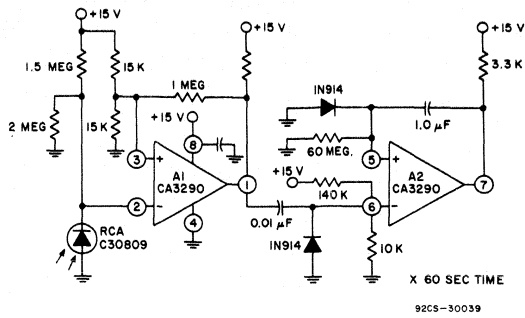 +15 V
+15 V
1.5 MEG
15 K
1 MEG
3.3 K
2 MEG
15 K
+15 V
8
1N914
1.0 µF
60 MEG.
3
+
A1
CA3290
1
5
+
A2
CA3290
7
+15 V
140 K
2
-
4
6
-
RCA
C30809
0.01 µF
1N914
10 K
X 60 SEC TIME
92CS-30039